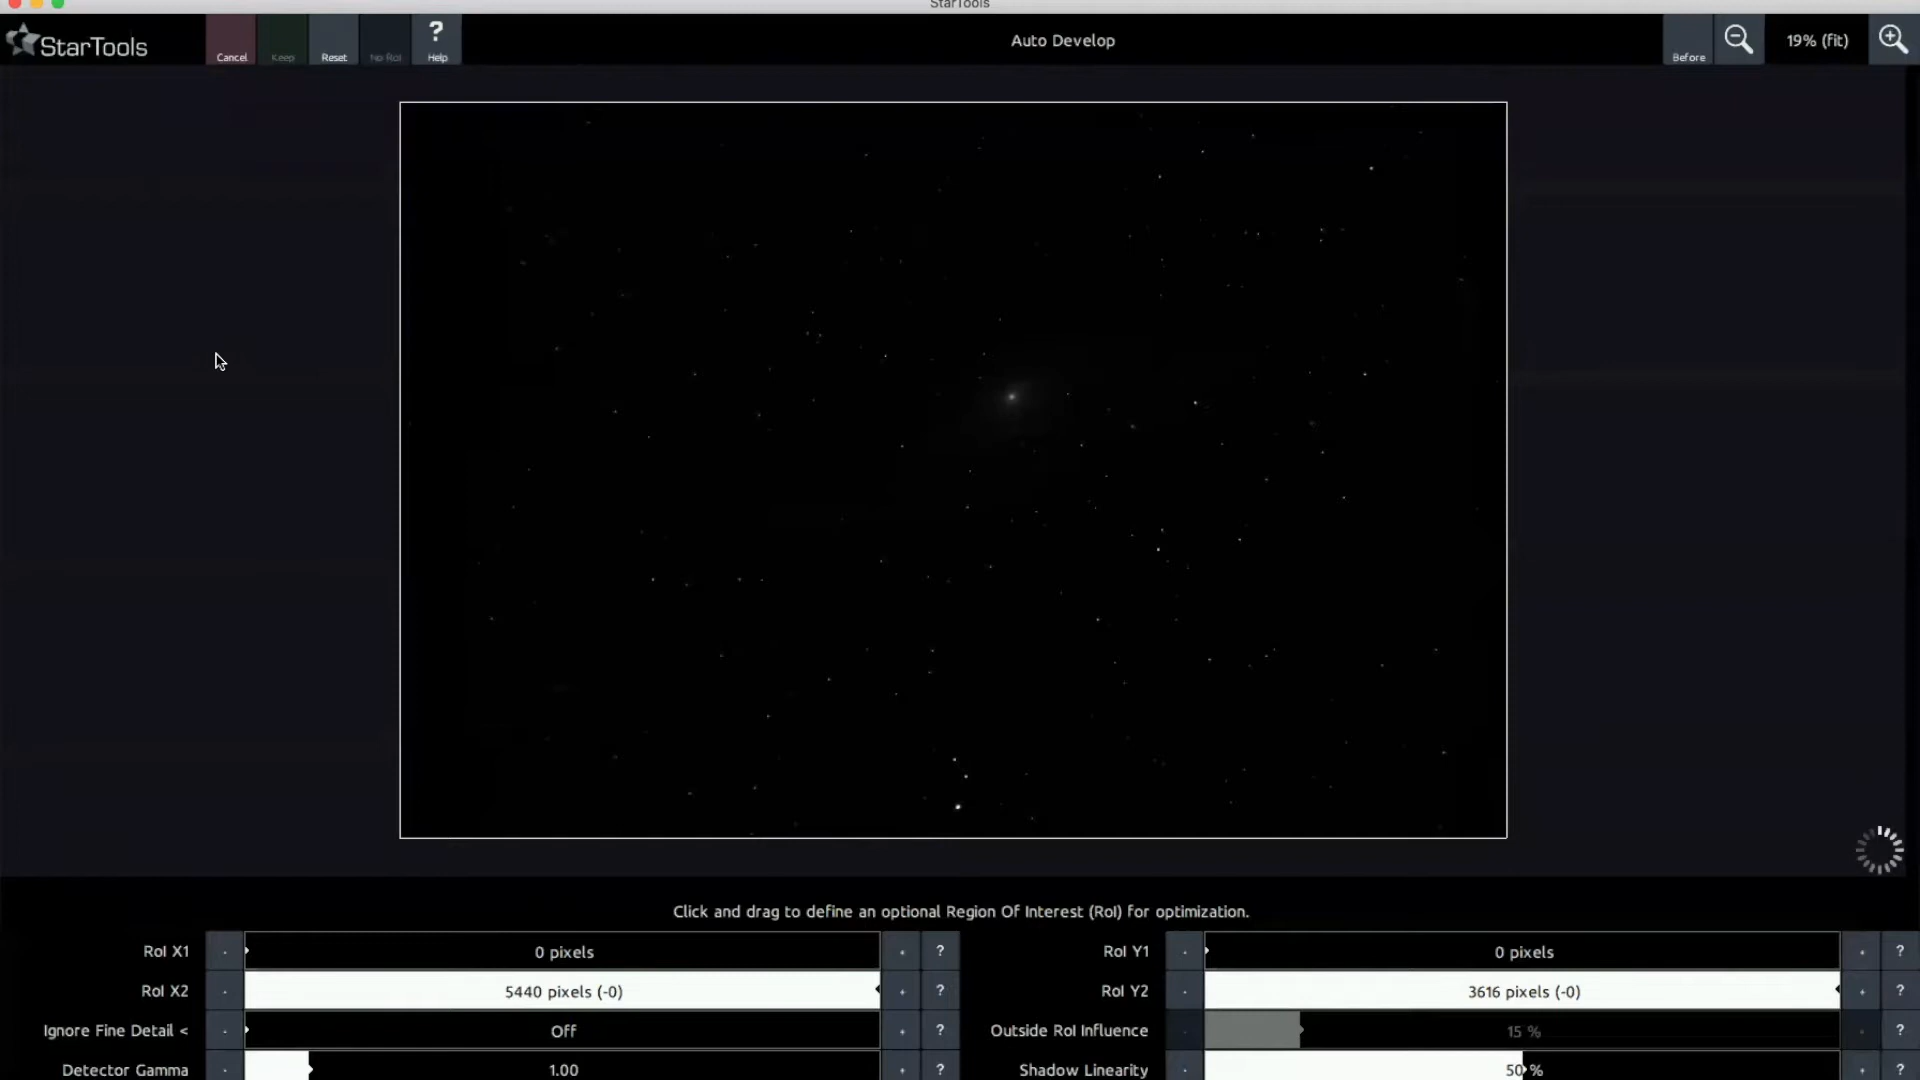 StarTools
StarTools
Cancel
Keep
Reset
No RoI
?
Help
Auto Develop
Before
19% (fit)
Click and drag to define an optional Region Of Interest (RoI) for optimization.
RoI X1 - 0 pixels + ?
RoI Y1 - 0 pixels + ?
RoI X2 - 5440 pixels (-0) + ?
RoI Y2 - 3616 pixels (-0) + ?
Ignore Fine Detail < - Off + ?
Outside RoI Influence - 15 % + ?
Detector Gamma - 1.00 + ?
Shadow Linearity - 50 % + ?